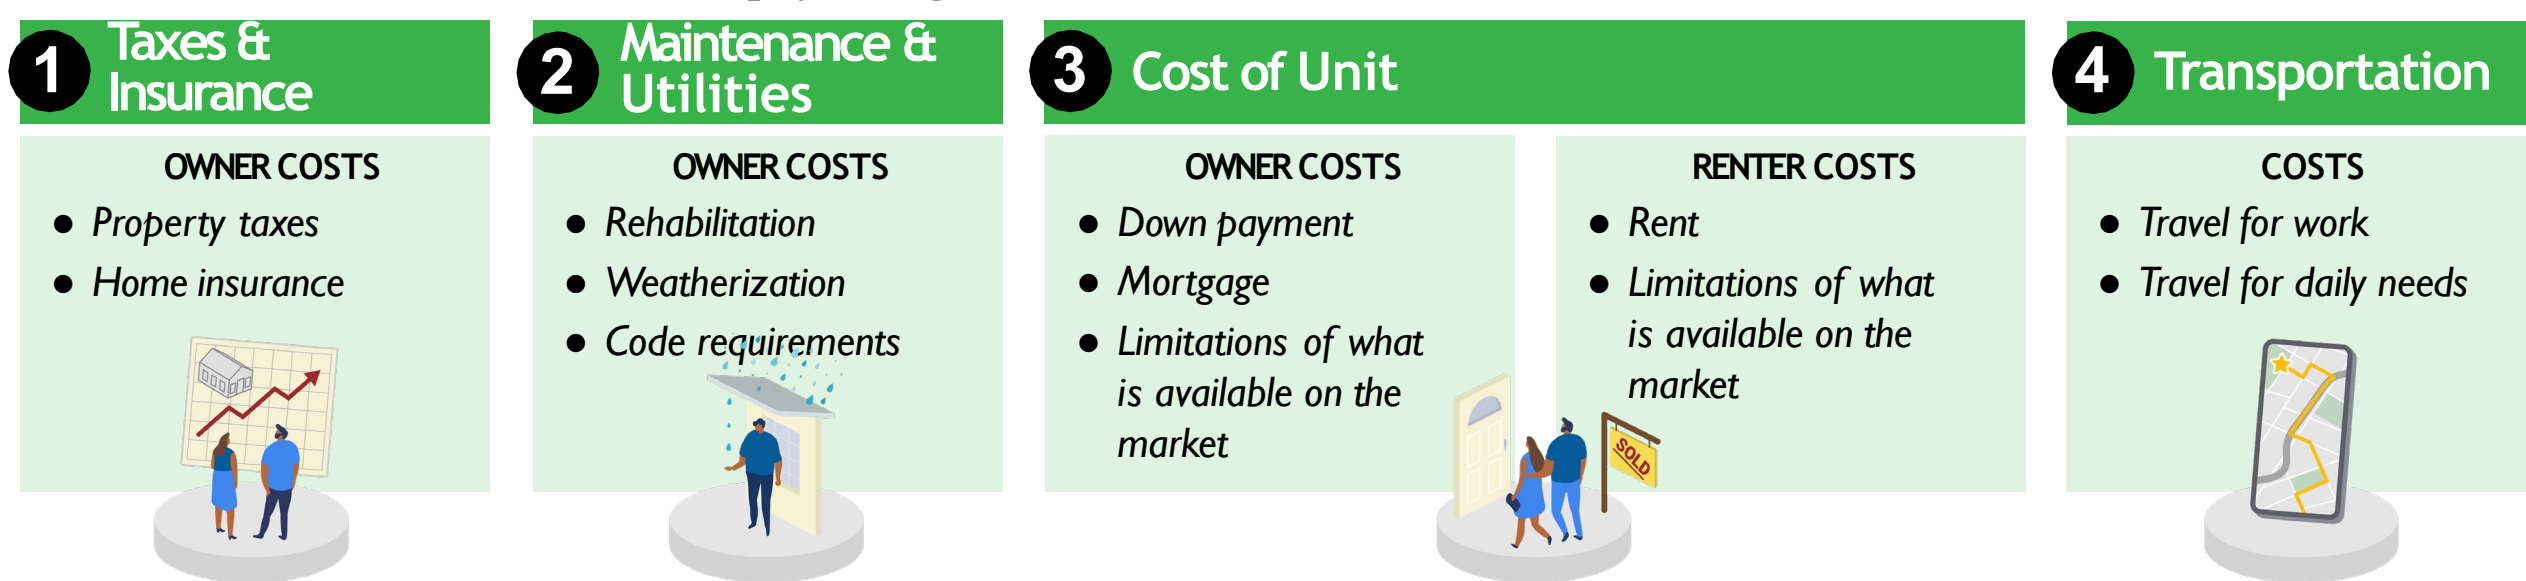 1
Taxes &
Insurance
OWNER COSTS
● Property taxes
● Home insurance
2
Maintenance &
Utilities
OWNER COSTS
● Rehabilitation
● Weatherization
● Code requirements
3
Cost of Unit
OWNER COSTS
● Down payment
● Mortgage
● Limitations of what
is available on the
market
RENTER COSTS
● Rent
● Limitations of what
is available on the
market
SOLD
4
Transportation
COSTS
● Travel for work
● Travel for daily needs